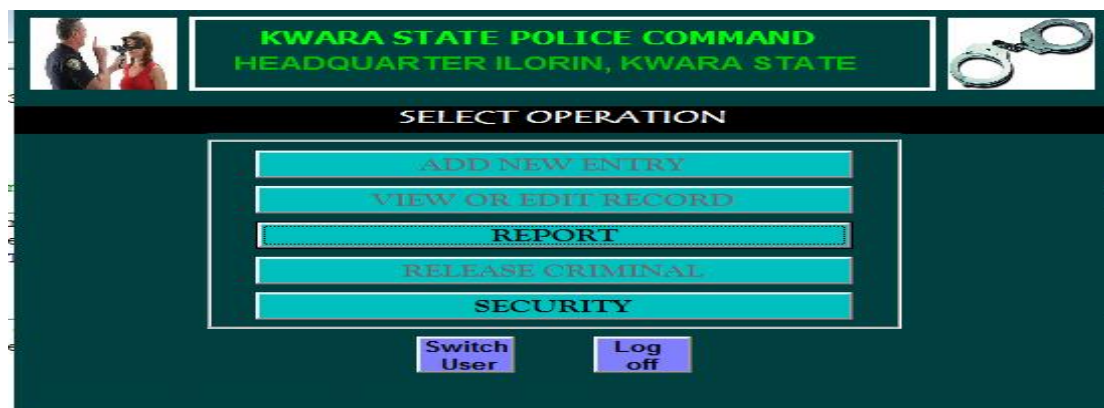 KWARA STATE POLICE COMMAND
HEADQUARTER ILORIN, KWARA STATE
SELECT OPERATION
ADD NEW ENTRY
VIEW OR EDIT RECORD
REPORT
RELEASE CRIMINAL
SECURITY
Switch
User
Log
off